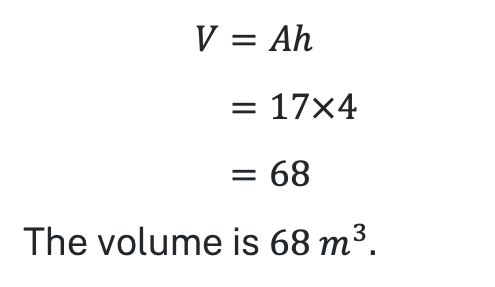 V = Ah
= 17×4
= 68
The volume is 68 m³.